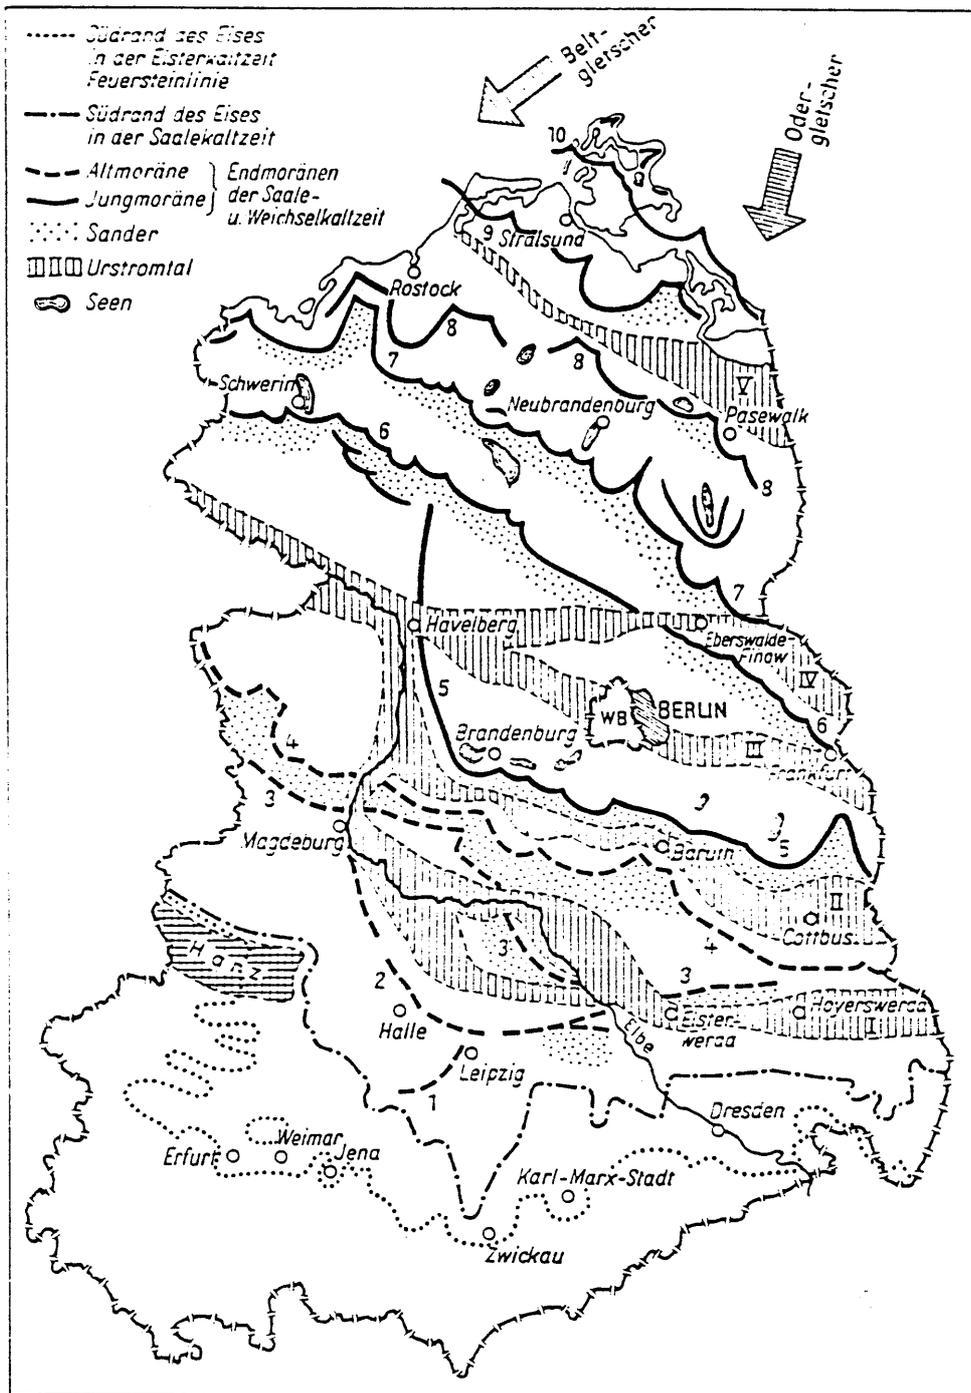 Südrand des Eises
in der Elsterkaltzeit
Feuersteinlinie
Südrand des Eises
in der Saalekaltzeit
Altmoräne
Jungmoräne
Endmoränen
der Saale-
u. Weichselkaltzeit
Sander
Urstromtal
Seen
Belt-
gletscher
Oder-
gletscher
10
9
Stralsund
Rostock
8
8
7
V
Schwerin
Neubrandenburg
Pasewalk
6
8
7
Havelberg
Eberswalde-
Finow
IV
5
WB
BERLIN
6
4
Brandenburg
III
Frankfurt
3
Magdeburg
Baruth
5
II
Cottbus
Harz
3
4
2
3
Halle
Elster-
werda
Hoyerswerda
I
Elbe
Leipzig
1
Dresden
Weimar
Erfurt
Jena
Karl-Marx-Stadt
Zwickau